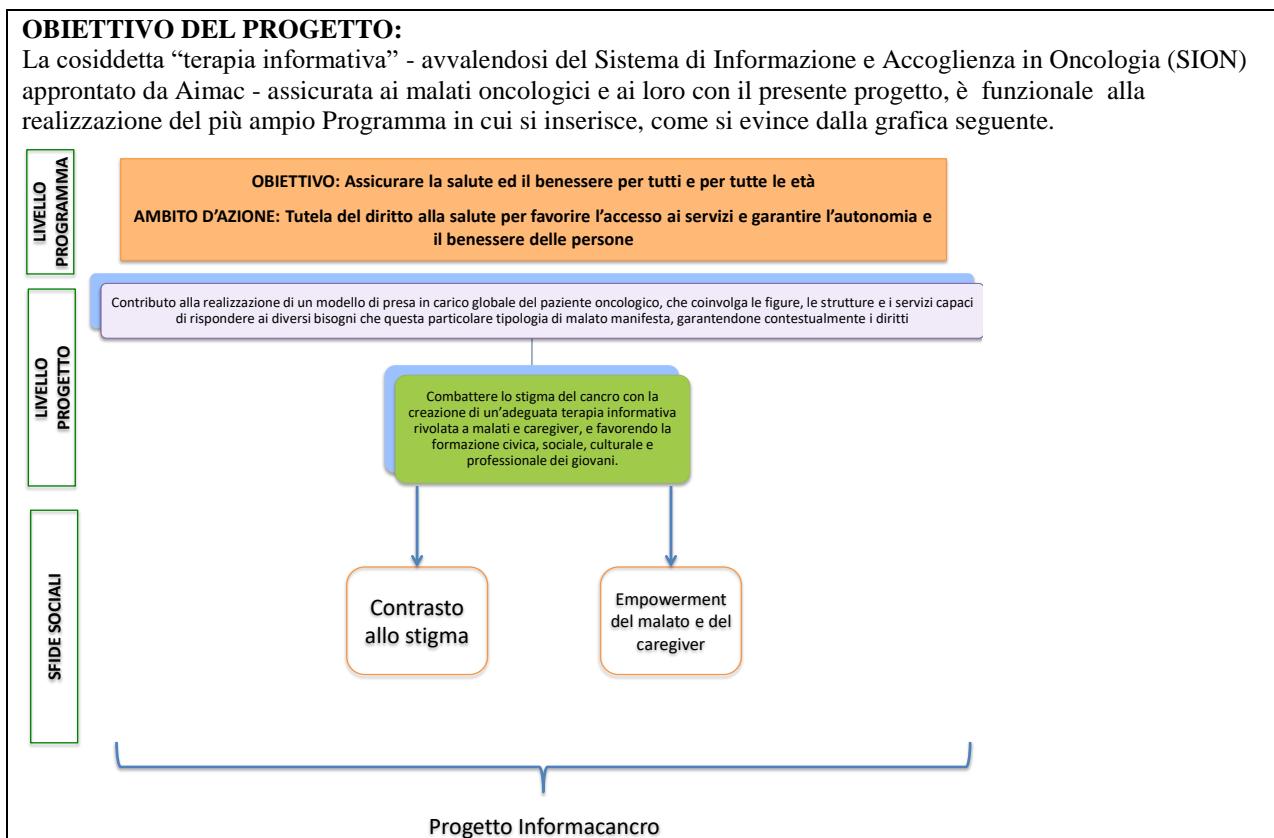 OBIETTIVO DEL PROGETTO:
La cosiddetta “terapia informativa” - avvalendosi del Sistema di Informazione e Accoglienza in Oncologia (SION)
approntato da Aimac - assicurata ai malati oncologici e ai loro con il presente progetto, è funzionale alla
realizzazione del più ampio Programma in cui si inserisce, come si evince dalla grafica seguente.
LIVELLO
PROGRAMMA
OBIETTIVO: Assicurare la salute ed il benessere per tutti e per tutte le età
AMBITO D’AZIONE: Tutela del diritto alla salute per favorire l’accesso ai servizi e garantire l’autonomia e
il benessere delle persone
LIVELLO
PROGETTO
Contributo alla realizzazione di un modello di presa in carico globale del paziente oncologico, che coinvolga le figure, le strutture e i servizi capaci
di rispondere ai diversi bisogni che questa particolare tipologia di malato manifesta, garantendone contestualmente i diritti
Combattere lo stigma del cancro con la
creazione di un’adeguata terapia informativa
rivolata a malati e caregiver, e favorendo la
formazione civica, sociale, culturale e
professionale dei giovani.
SFIDE SOCIALI
Contrasto
allo stigma
Empowerment
del malato e del
caregiver
Progetto Informacancro